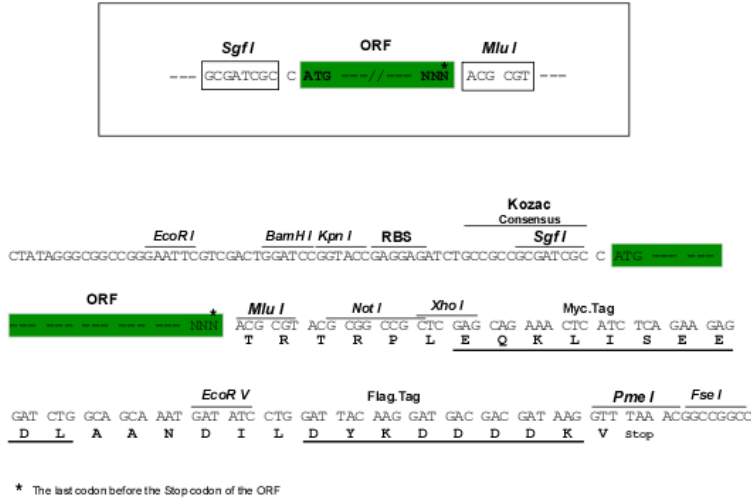 Sgf I ORF Mlu I
*
--- GCGATCGC C ATG ---//--- NNN ACG CGT ---
Kozac
Consensus
EcoR I BamH I Kpn I RBS Sgf I
CTATAGGGCGGCCGGGAATTCGTCGACTGGATCCGGTACCGAGGAGATCTGCCGCCGCGATCGC C ATG --- ---
ORF
*
Mlu I Not I Xho I Myc.Tag
--- --- --- --- --- --- NNN ACG CGT ACG CGG CCG CTC GAG CAG AAA CTC ATC TCA GAA GAG
T R T R P L E Q K L I S E E
EcoR V Flag.Tag Pme I Fse I
GAT CTG GCA GCA AAT GAT ATC CTG GAT TAC AAG GAT GAC GAC GAT AAG GTT TAA ACGGCCGGCC
D L A A N D I L D Y K D D D D K V Stop
* The last codon before the Stop codon of the ORF